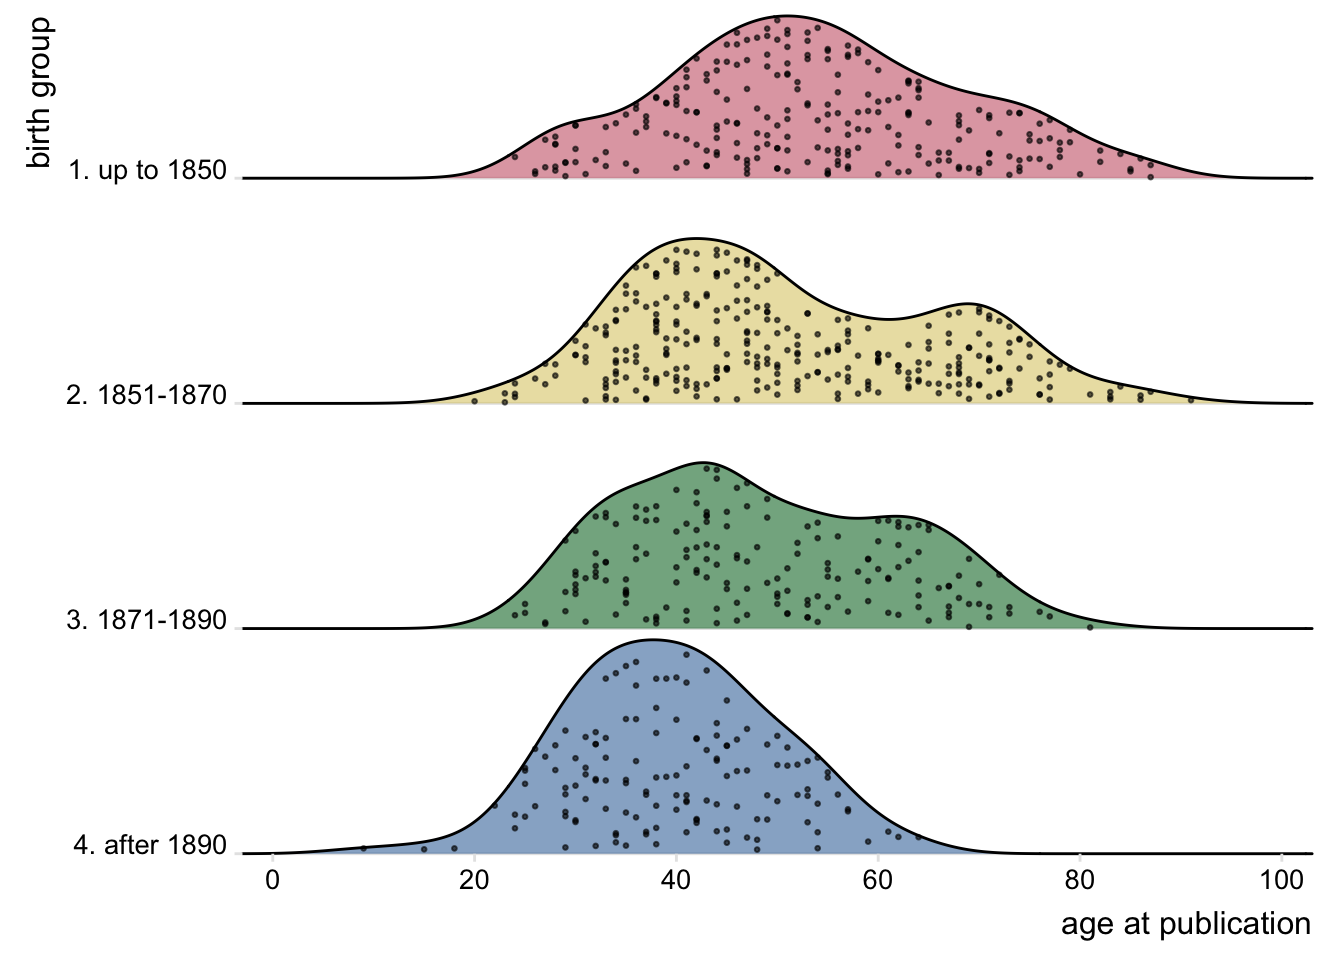 birth group
1. up to 1850
2. 1851-1870
3. 1871-1890
4. after 1890
0 20 40 60 80 100
age at publication